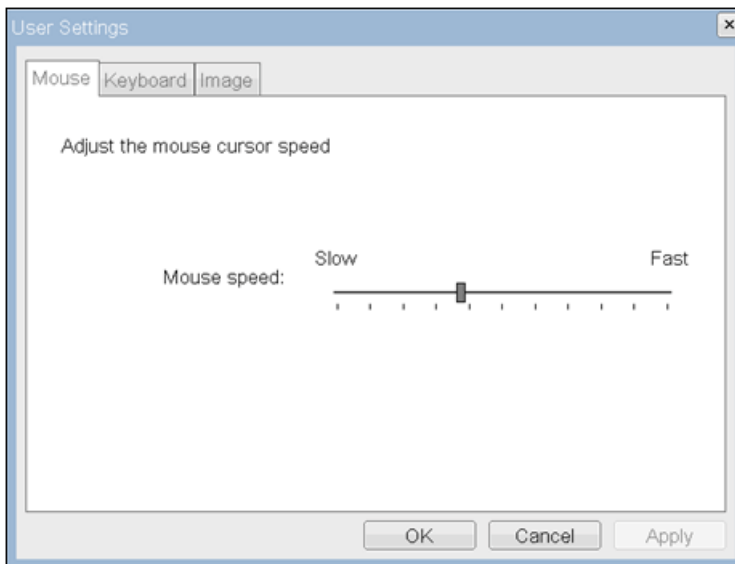 User Settings
Mouse Keyboard Image
Adjust the mouse cursor speed
Slow Fast
Mouse speed:
OK Cancel Apply